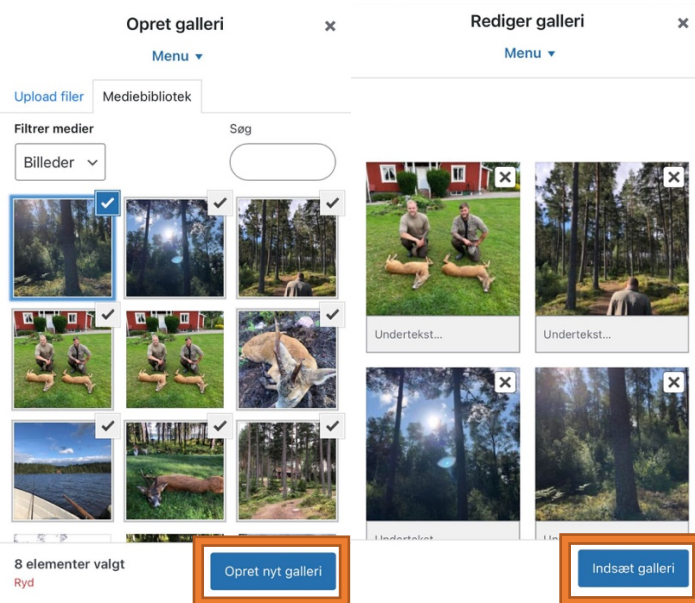 Opret galleri
Menu
Upload filer
Mediebibliotek
Filtrer medier
Søg
Billeder
8 elementer valgt
Ryd
Opret nyt galleri
Rediger galleri
Menu
Undertekst...
Undertekst...
Indsæt galleri